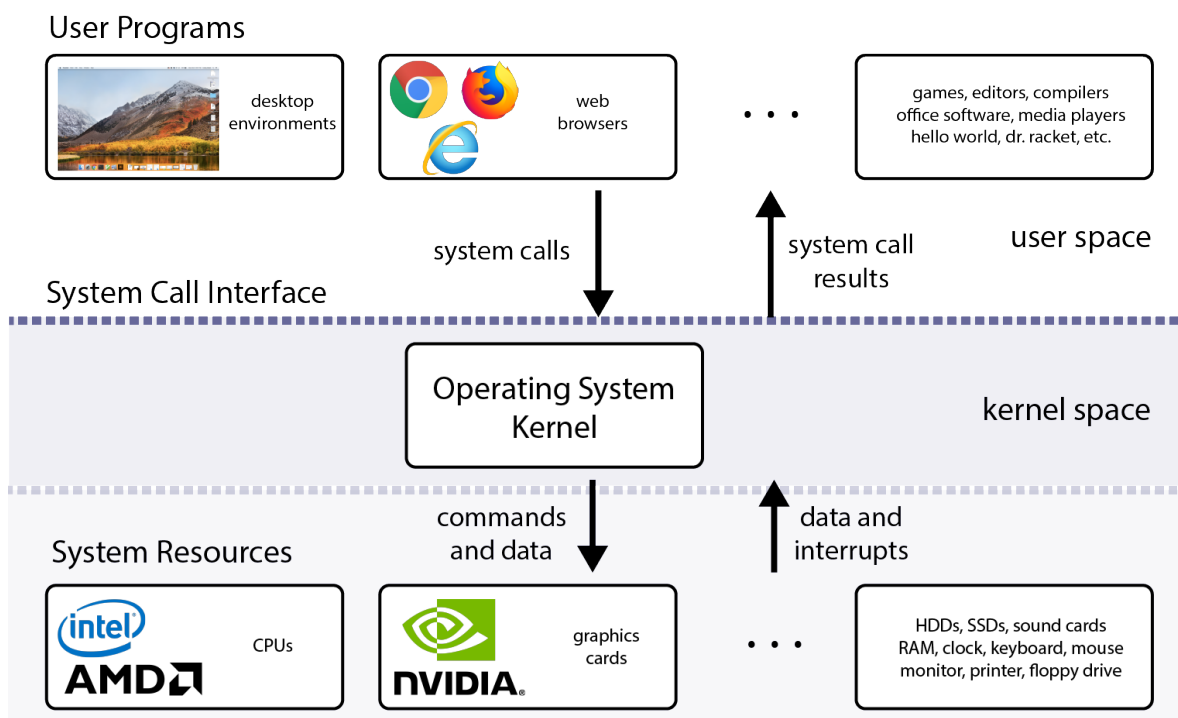 User Programs
desktop
environments
web
browsers
. . .
games, editors, compilers
office software, media players
hello world, dr. racket, etc.
system calls
system call
results
user space
System Call Interface
Operating System
Kernel
kernel space
commands
and data
data and
interrupts
System Resources
intel
AMD
CPUs
NVIDIA
graphics
cards
. . .
HDDs, SSDs, sound cards
RAM, clock, keyboard, mouse
monitor, printer, floppy drive